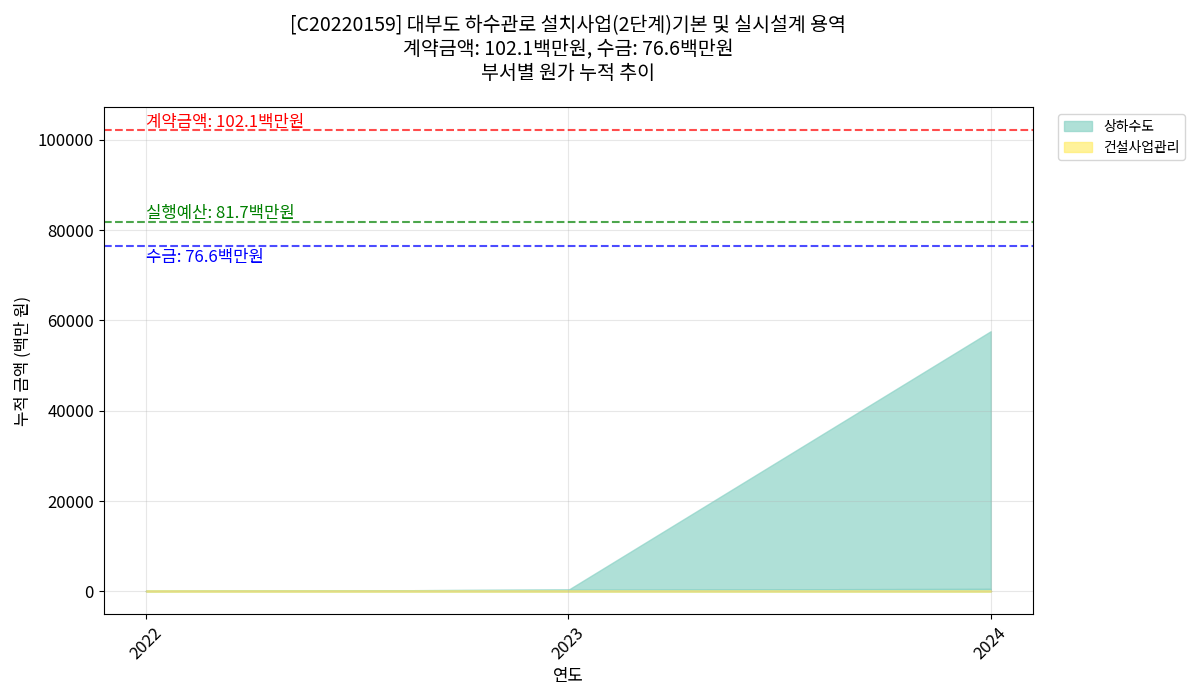 [C20220159] 대부도 하수관로 설치사업(2단계)기본 및 실시설계 용역
계약금액: 102.1백만원, 수금: 76.6백만원
부서별 원가 누적 추이
계약금액: 102.1백만원
실행예산: 81.7백만원
수금: 76.6백만원
상하수도
건설사업관리
누적 금액 (백만 원)
100000
80000
60000
40000
20000
0
2022
2023
2024
연도